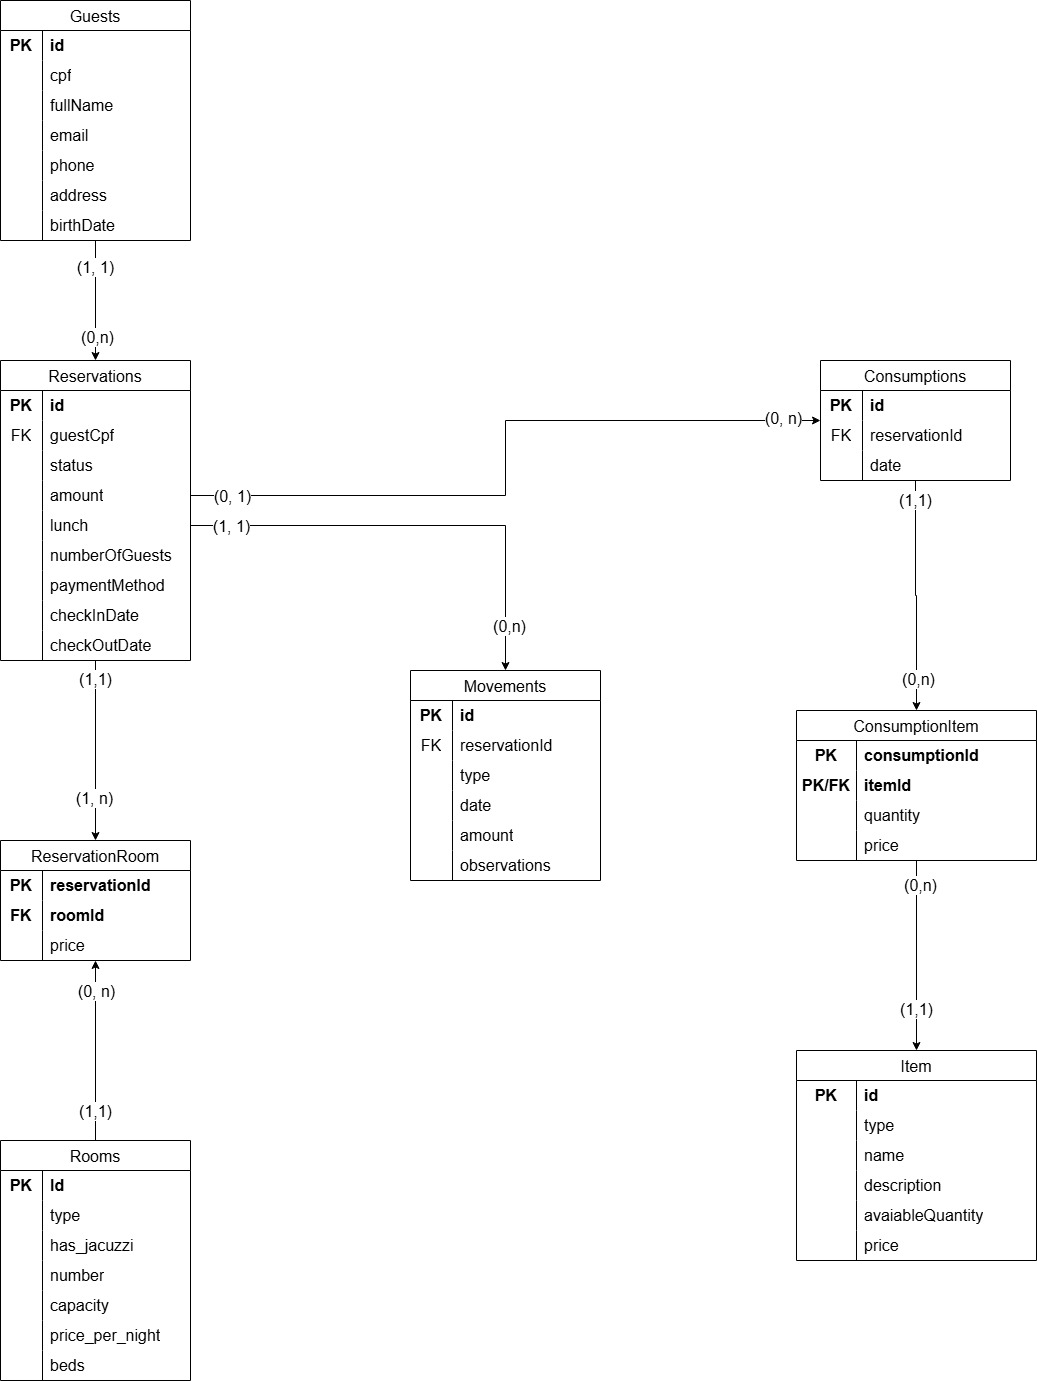 Guests
PK id
cpf
fullName
email
phone
address
birthDate
(1, 1)
(0,n)
Reservations
PK id
FK guestCpf
status
amount
lunch
numberOfGuests
paymentMethod
checkInDate
checkOutDate
(0, 1)
(1, 1)
(0, n)
Consumptions
PK id
FK reservationId
date
(1,1)
(0,n)
(0,n)
Movements
PK id
FK reservationId
type
date
amount
observations
ConsumptionItem
PK consumptionId
PK/FK itemId
quantity
price
(0,n)
(1,1)
Item
PK id
type
name
description
avaiableQuantity
price
(1,1)
(1, n)
ReservationRoom
PK reservationId
FK roomId
price
(0, n)
(1,1)
Rooms
PK Id
type
has_jacuzzi
number
capacity
price_per_night
beds